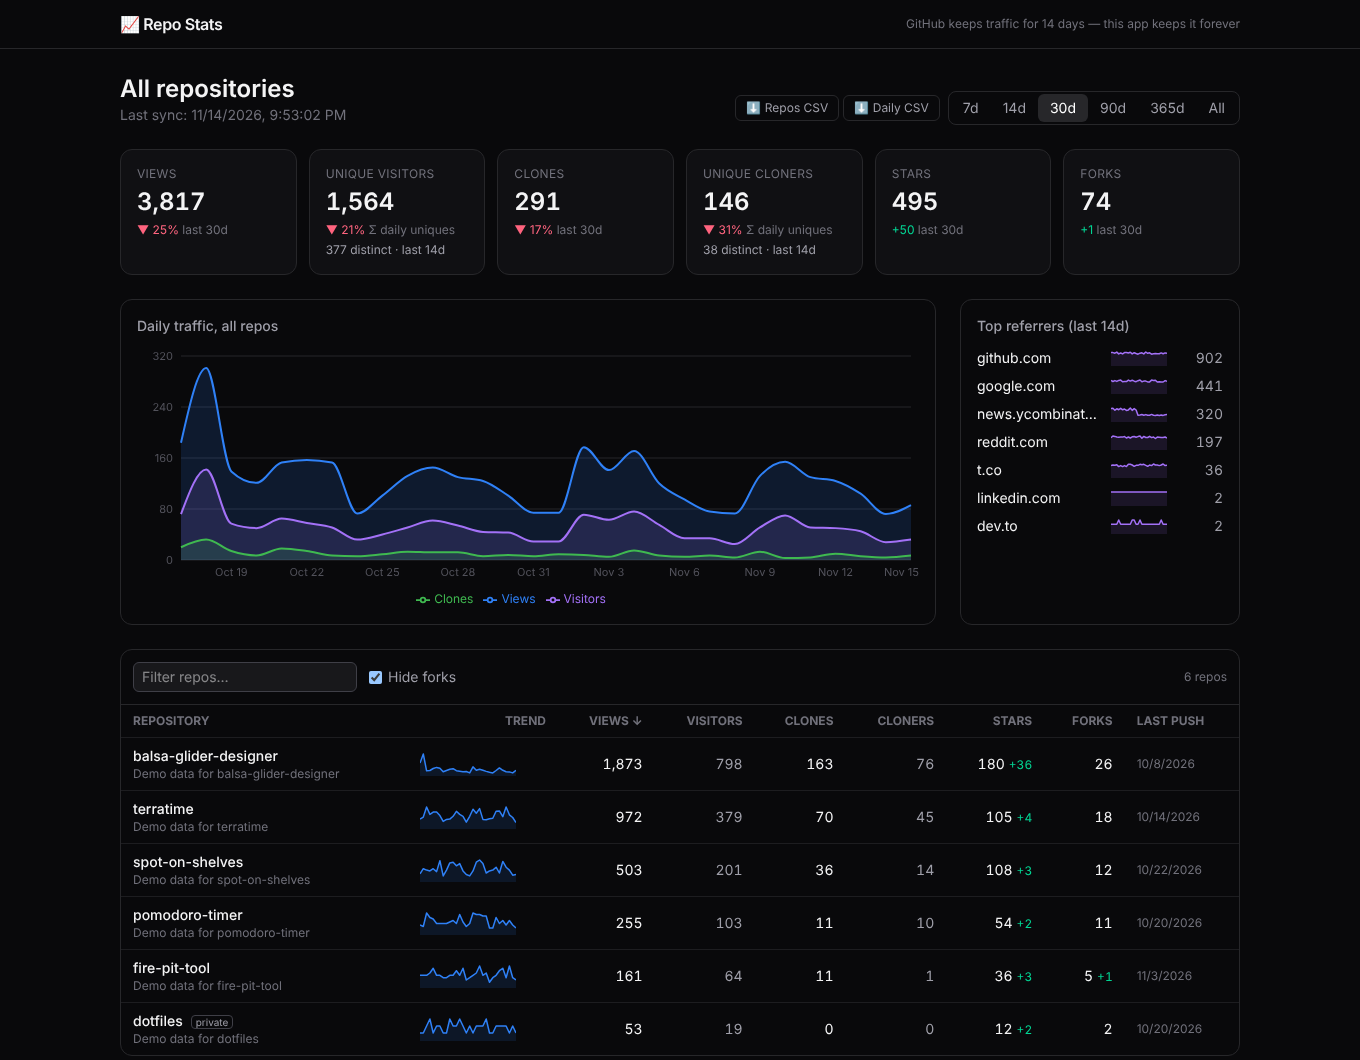 📈 Repo Stats
GitHub keeps traffic for 14 days — this app keeps it forever
All repositories
Last sync: 11/14/2026, 9:53:02 PM
⬇️ Repos CSV ⬇️ Daily CSV 7d 14d 30d 90d 365d All
VIEWS
3,817
▼ 25% last 30d
UNIQUE VISITORS
1,564
▼ 21% Σ daily uniques
377 distinct · last 14d
CLONES
291
▼ 17% last 30d
UNIQUE CLONERS
146
▼ 31% Σ daily uniques
38 distinct · last 14d
STARS
495
+50 last 30d
FORKS
74
+1 last 30d
Daily traffic, all repos
320
240
160
80
0
Oct 19 Oct 22 Oct 25 Oct 28 Oct 31 Nov 3 Nov 6 Nov 9 Nov 12 Nov 15
Clones Views Visitors
Top referrers (last 14d)
github.com 902
google.com 441
news.ycombinat... 320
reddit.com 197
t.co 36
linkedin.com 2
dev.to 2
Filter repos... Hide forks 6 repos
REPOSITORY TREND VIEWS ↓ VISITORS CLONES CLONERS STARS FORKS LAST PUSH
balsa-glider-designer 1,873 798 163 76 180 +36 26 10/8/2026
Demo data for balsa-glider-designer
terratime 972 379 70 45 105 +4 18 10/14/2026
Demo data for terratime
spot-on-shelves 503 201 36 14 108 +3 12 10/22/2026
Demo data for spot-on-shelves
pomodoro-timer 255 103 11 10 54 +2 11 10/20/2026
Demo data for pomodoro-timer
fire-pit-tool 161 64 11 1 36 +3 5 +1 11/3/2026
Demo data for fire-pit-tool
dotfiles private 53 19 0 0 12 +2 2 10/20/2026
Demo data for dotfiles